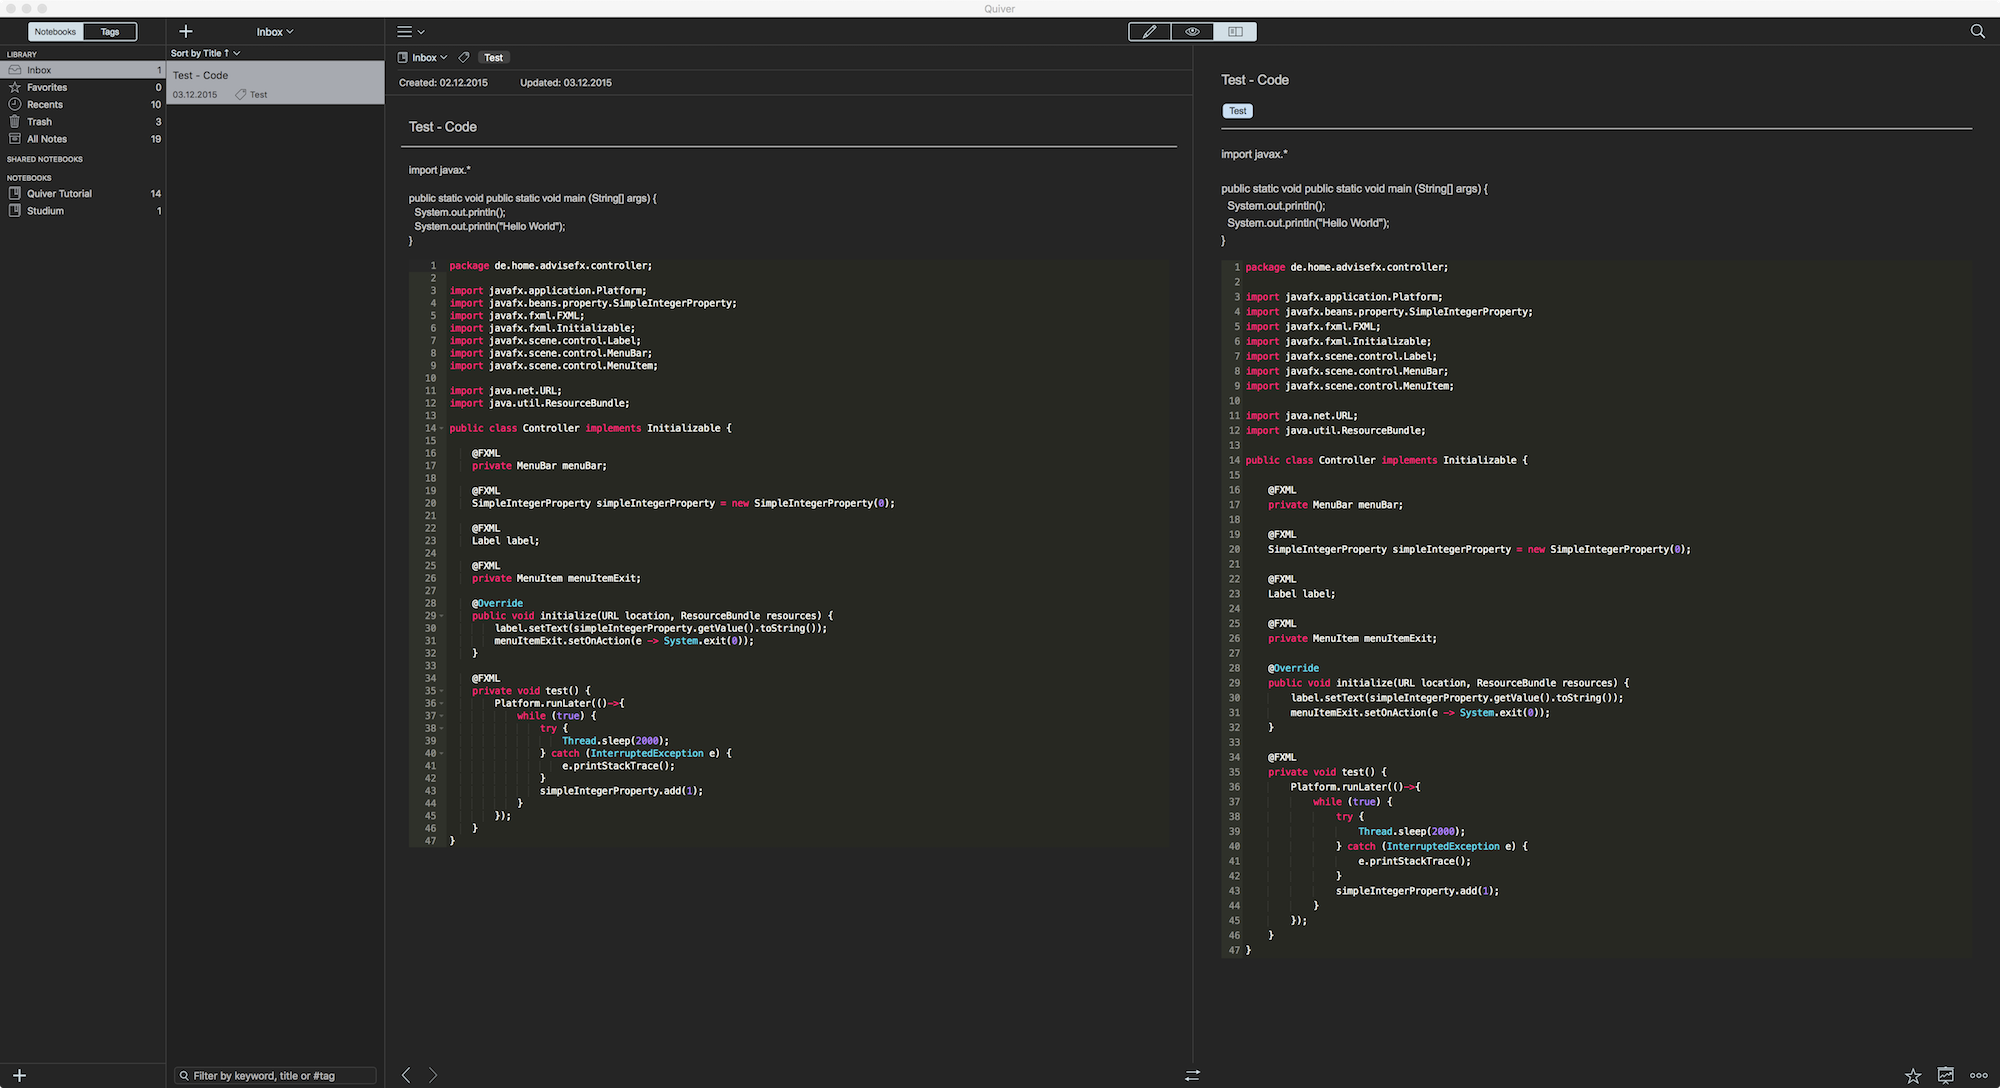 Quiver
Notebooks Tags
LIBRARY
Inbox 1
Favorites 0
Recents 10
Trash 3
All Notes 19
SHARED NOTEBOOKS
NOTEBOOKS
Quiver Tutorial 14
Studium 1
Inbox
Sort by Title ↑
Test - Code
03.12.2015 Test
Filter by keyword, title or #tag
Inbox Test
Created: 02.12.2015 Updated: 03.12.2015
Test - Code
import javax.*
public static void public static void main (String[] args) {
System.out.println();
System.out.println("Hello World");
}
1 package de.home.advisefx.controller;
2
3 import javafx.application.Platform;
4 import javafx.beans.property.SimpleIntegerProperty;
5 import javafx.fxml.FXML;
6 import javafx.fxml.Initializable;
7 import javafx.scene.control.Label;
8 import javafx.scene.control.MenuBar;
9 import javafx.scene.control.MenuItem;
10
11 import java.net.URL;
12 import java.util.ResourceBundle;
13
14 public class Controller implements Initializable {
15
16 @FXML
17 private MenuBar menuBar;
18
19 @FXML
20 SimpleIntegerProperty simpleIntegerProperty = new SimpleIntegerProperty(0);
21
22 @FXML
23 Label label;
24
25 @FXML
26 private MenuItem menuItemExit;
27
28 @Override
29 public void initialize(URL location, ResourceBundle resources) {
30 label.setText(simpleIntegerProperty.getValue().toString());
31 menuItemExit.setOnAction(e -> System.exit(0));
32 }
33
34 @FXML
35 private void test() {
36 Platform.runLater(()->{
37 while (true) {
38 try {
39 Thread.sleep(2000);
40 } catch (InterruptedException e) {
41 e.printStackTrace();
42 }
43 simpleIntegerProperty.add(1);
44 }
45 });
46 }
47 }
Test - Code
Test
import javax.*
public static void public static void main (String[] args) {
System.out.println();
System.out.println("Hello World");
}
1 package de.home.advisefx.controller;
2
3 import javafx.application.Platform;
4 import javafx.beans.property.SimpleIntegerProperty;
5 import javafx.fxml.FXML;
6 import javafx.fxml.Initializable;
7 import javafx.scene.control.Label;
8 import javafx.scene.control.MenuBar;
9 import javafx.scene.control.MenuItem;
10
11 import java.net.URL;
12 import java.util.ResourceBundle;
13
14 public class Controller implements Initializable {
15
16 @FXML
17 private MenuBar menuBar;
18
19 @FXML
20 SimpleIntegerProperty simpleIntegerProperty = new SimpleIntegerProperty(0);
21
22 @FXML
23 Label label;
24
25 @FXML
26 private MenuItem menuItemExit;
27
28 @Override
29 public void initialize(URL location, ResourceBundle resources) {
30 label.setText(simpleIntegerProperty.getValue().toString());
31 menuItemExit.setOnAction(e -> System.exit(0));
32 }
33
34 @FXML
35 private void test() {
36 Platform.runLater(()->{
37 while (true) {
38 try {
39 Thread.sleep(2000);
40 } catch (InterruptedException e) {
41 e.printStackTrace();
42 }
43 simpleIntegerProperty.add(1);
44 }
45 });
46 }
47 }